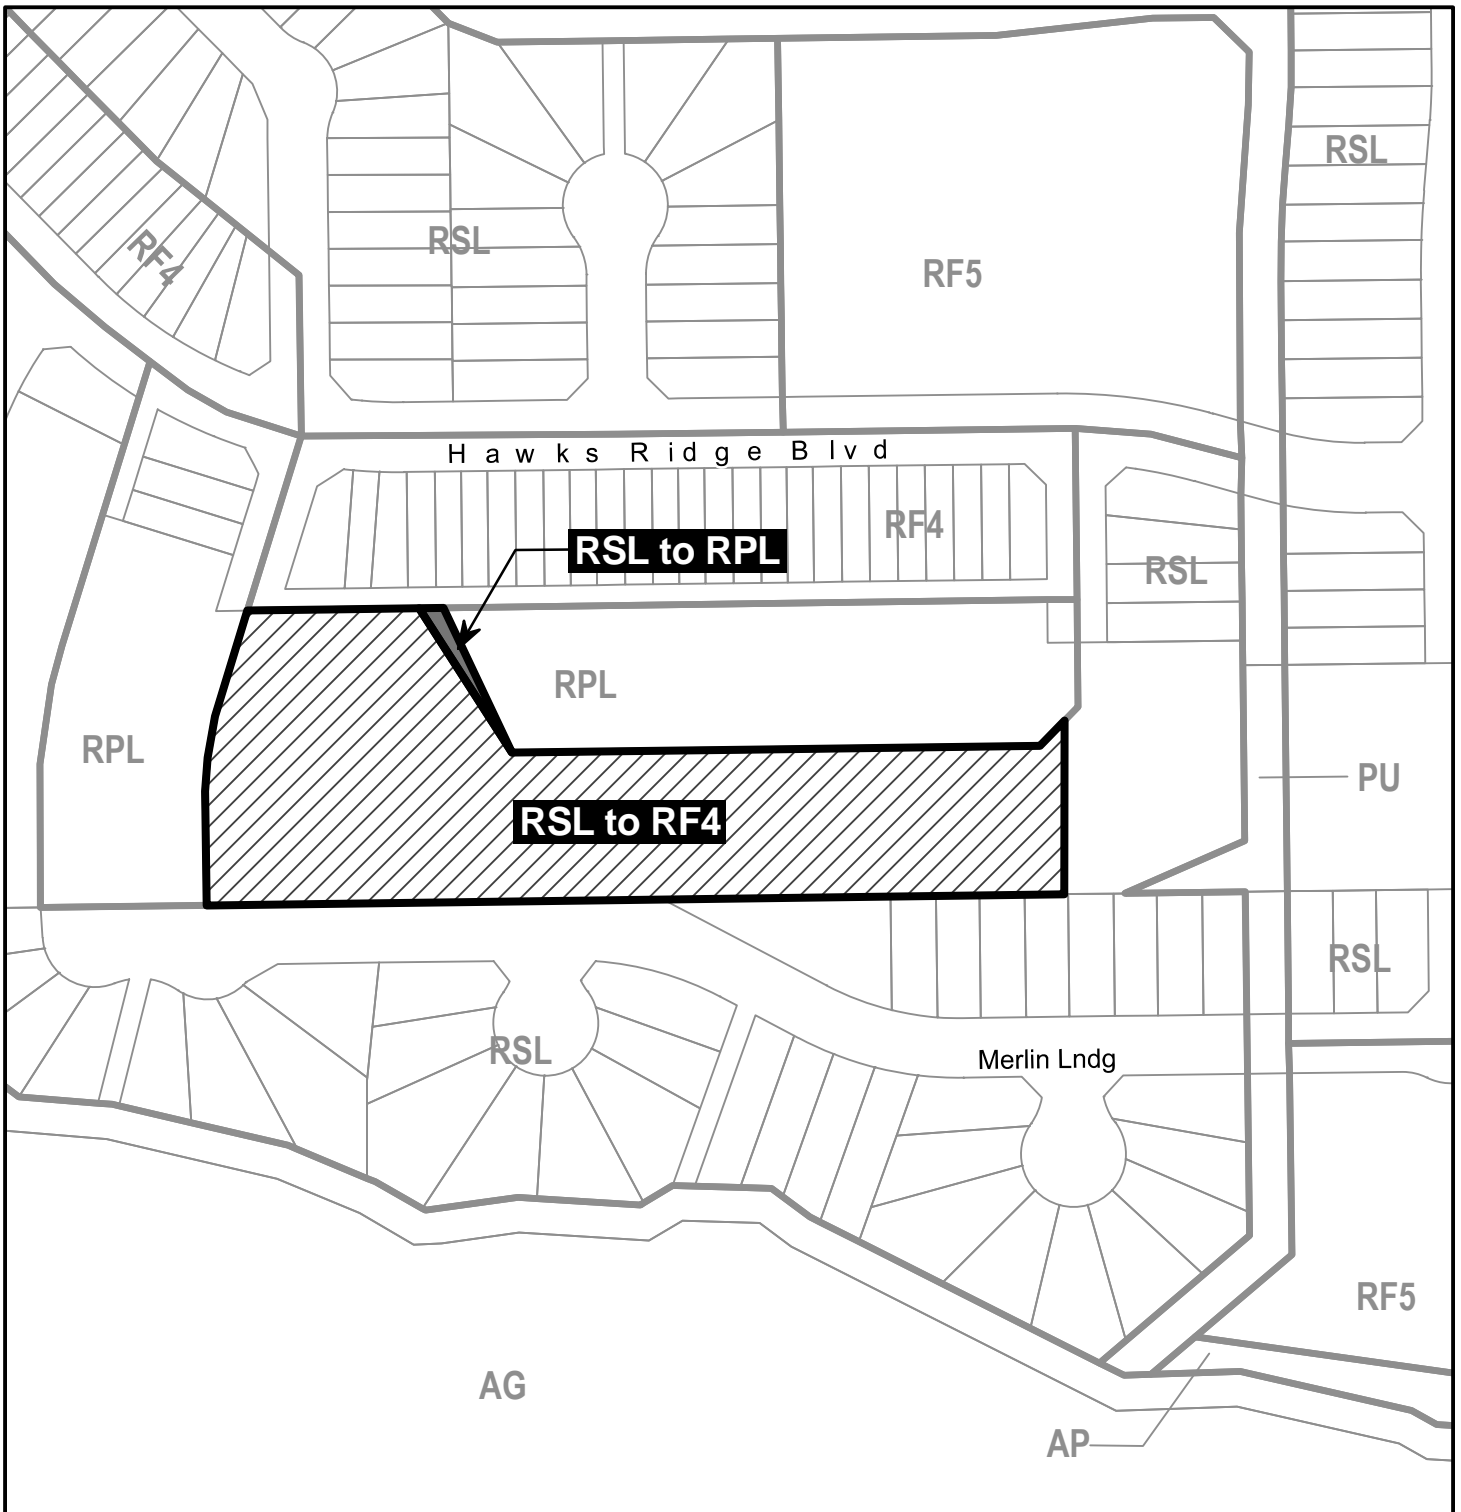 RSL
RF4
RSL
RF5
Hawks Ridge Blvd
RF4
RSL to RPL
RSL
RPL
RPL
PU
RSL to RF4
RSL
RSL
Merlin Lndg
RF5
AG
AP